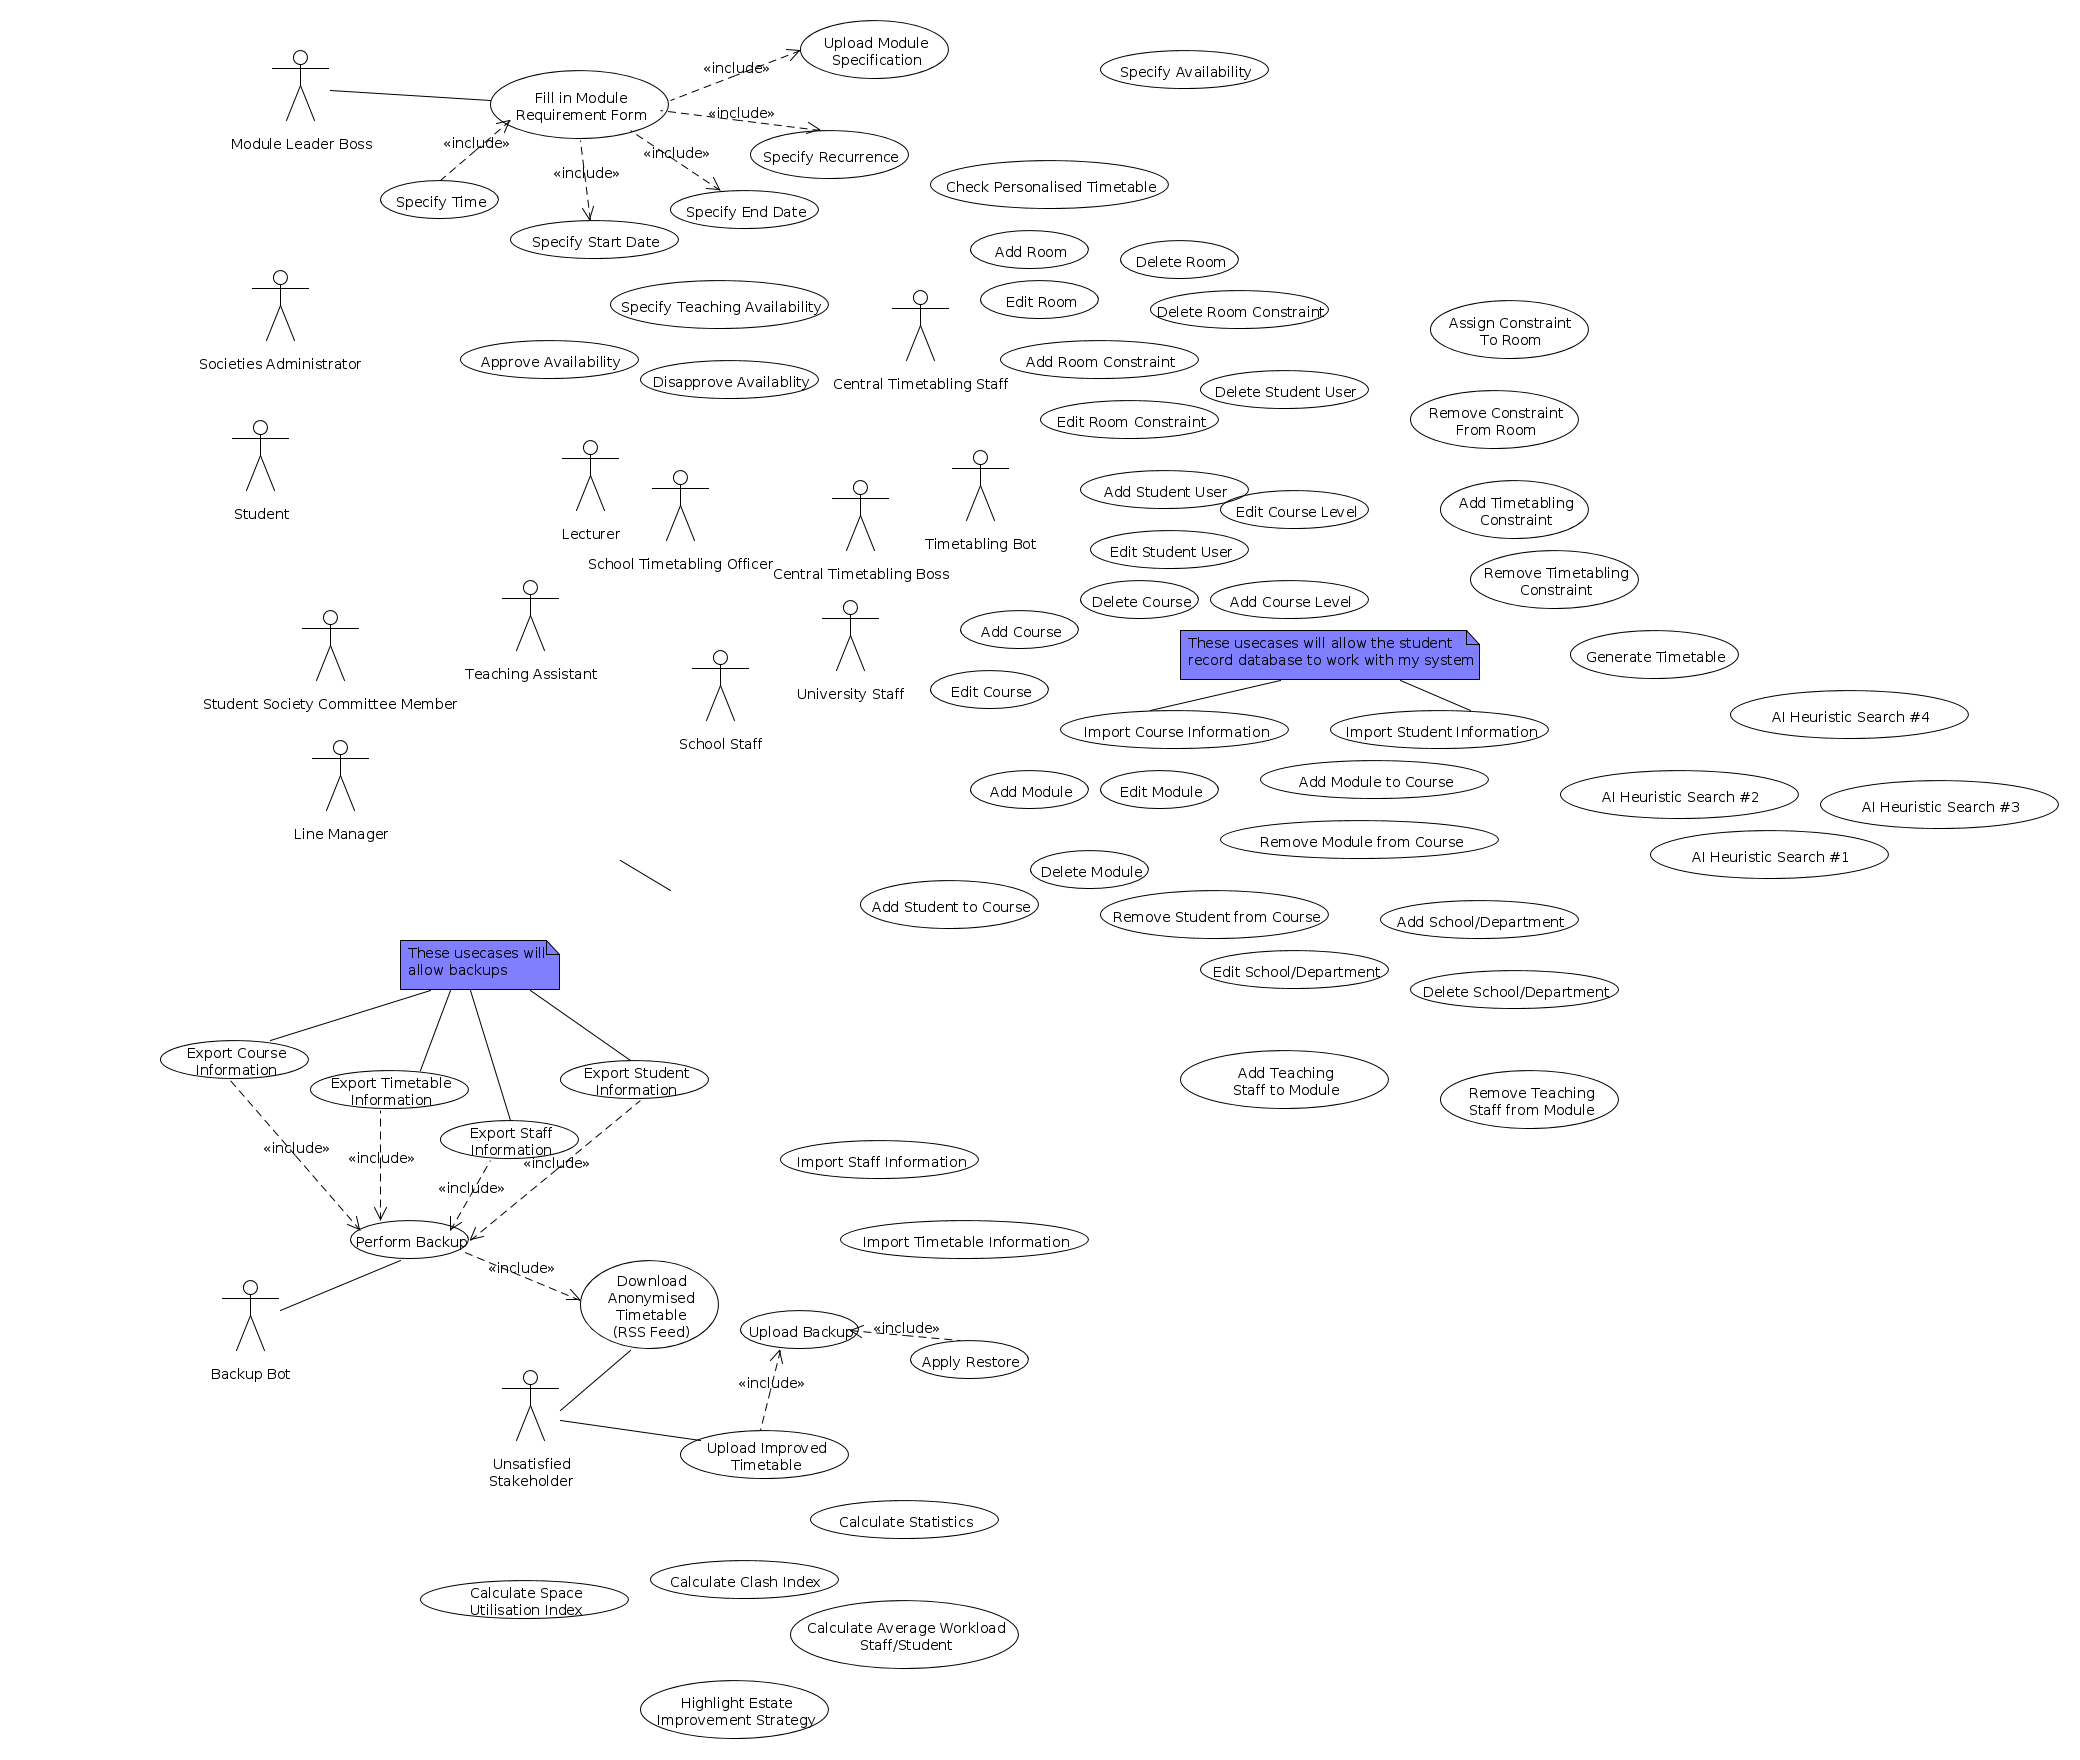 Upload Module
Specification
«include»
Specify Availability
Fill in Module
Requirement Form
«include»
Module Leader Boss
«include»
«include»
Specify Recurrence
«include»
Check Personalised Timetable
Specify Time
Specify End Date
Specify Start Date
Add Room
Delete Room
Specify Teaching Availability
Edit Room
Delete Room Constraint
Assign Constraint
To Room
Societies Administrator
Approve Availability
Disapprove Availablity
Central Timetabling Staff
Add Room Constraint
Delete Student User
Edit Room Constraint
Remove Constraint
From Room
Student
Lecturer
School Timetabling Officer
Central Timetabling Boss
Timetabling Bot
Add Student User
Edit Course Level
Add Timetabling
Constraint
Edit Student User
Remove Timetabling
Constraint
Delete Course
Add Course Level
Add Course
These usecases will allow the student
record database to work with my system
Generate Timetable
Teaching Assistant
Student Society Committee Member
University Staff
Edit Course
School Staff
Import Course Information
Import Student Information
AI Heuristic Search #4
Line Manager
Add Module
Edit Module
Add Module to Course
AI Heuristic Search #2
AI Heuristic Search #3
Remove Module from Course
AI Heuristic Search #1
Delete Module
Add Student to Course
Remove Student from Course
Add School/Department
These usecases will
allow backups
Edit School/Department
Delete School/Department
Export Course
Information
Export Timetable
Information
Export Student
Information
Add Teaching
Staff to Module
Remove Teaching
Staff from Module
Export Staff
Information
«include»
«include»
«include»
«include»
Import Staff Information
Perform Backup
Import Timetable Information
«include»
Download
Anonymised
Timetable
(RSS Feed)
Upload Backup
«include»
Apply Restore
Backup Bot
«include»
Unsatisfied
Stakeholder
Upload Improved
Timetable
Calculate Statistics
Calculate Clash Index
Calculate Space
Utilisation Index
Calculate Average Workload
Staff/Student
Highlight Estate
Improvement Strategy